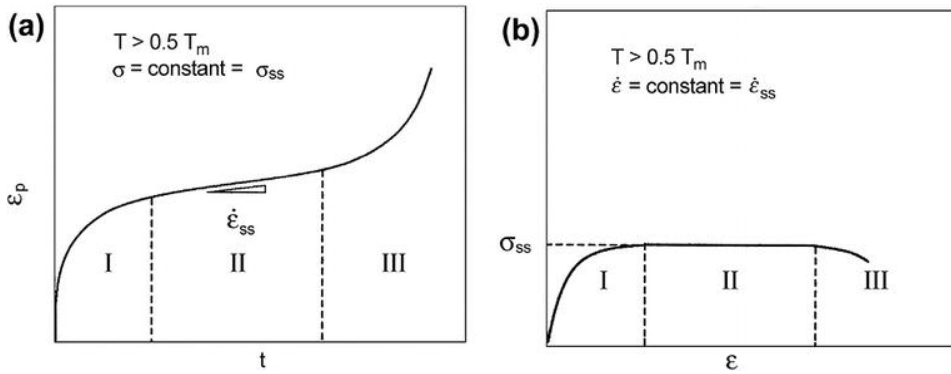 (a)
T > 0.5 Tₘ
σ = constant = σₛₛ
εₚ
ε̇ₛₛ
I
II
III
t
(b)
T > 0.5 Tₘ
ε̇ = constant = ε̇ₛₛ
σₛₛ
I
II
III
ε